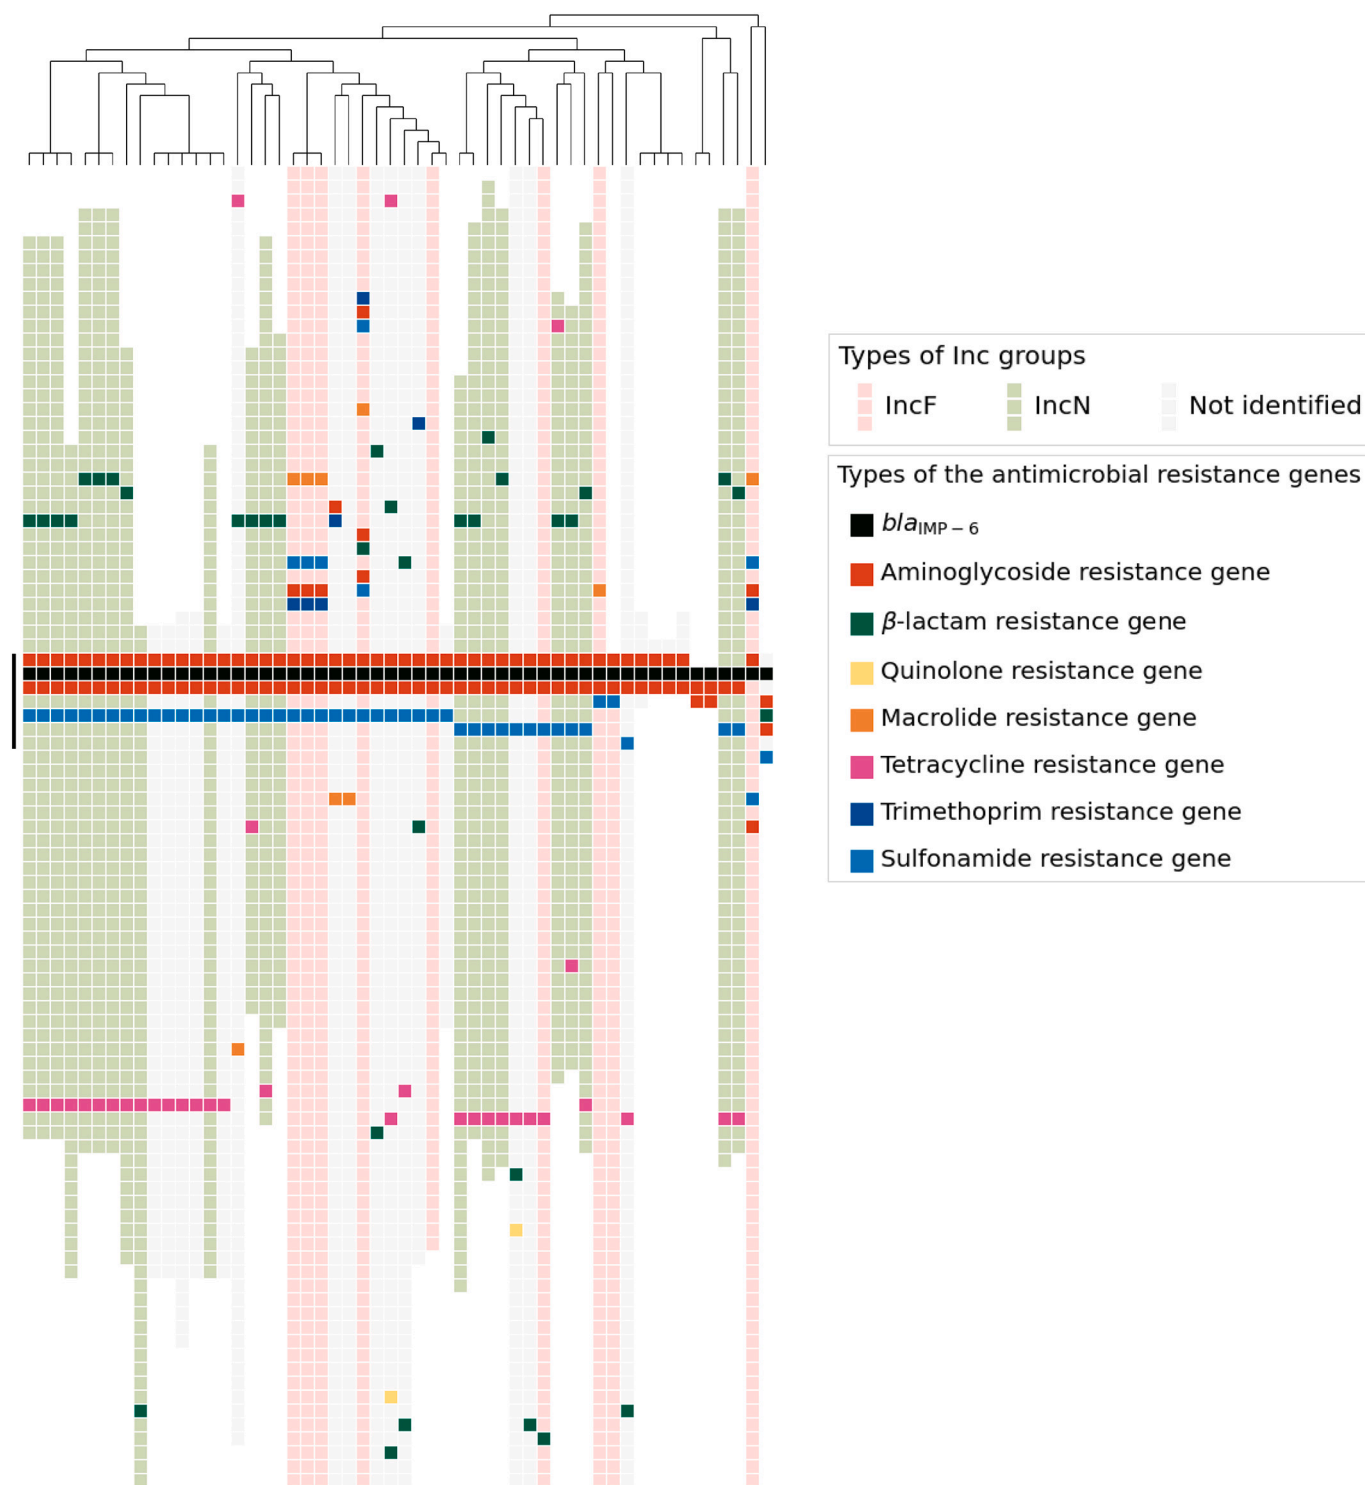 Types of Inc groups
IncF IncN Not identified
Types of the antimicrobial resistance genes
blaIMP − 6
Aminoglycoside resistance gene
β-lactam resistance gene
Quinolone resistance gene
Macrolide resistance gene
Tetracycline resistance gene
Trimethoprim resistance gene
Sulfonamide resistance gene